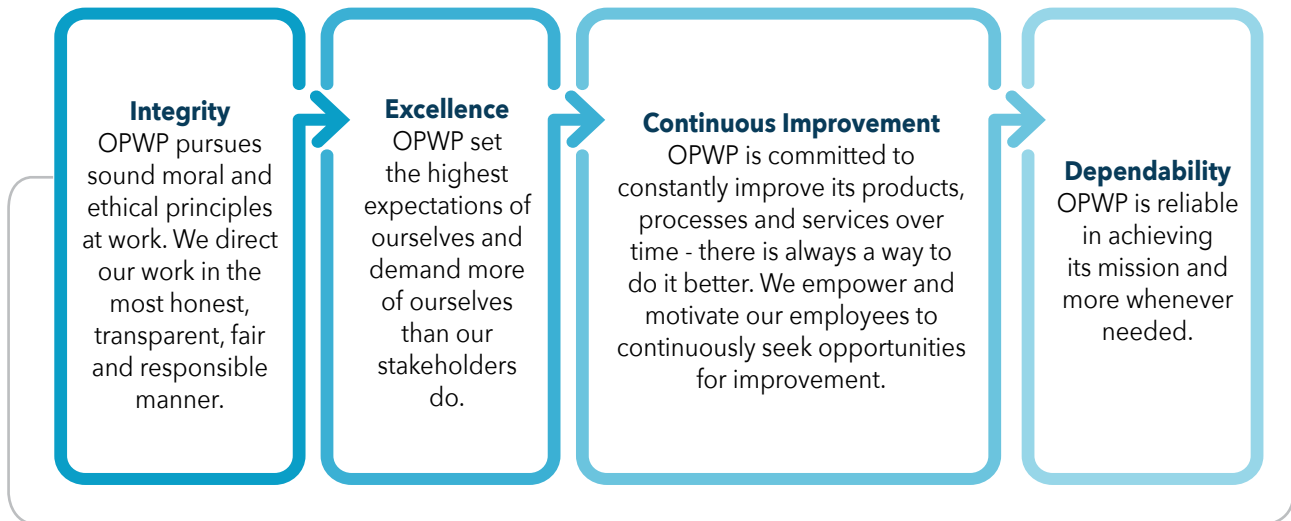 Integrity
OPWP pursues
sound moral and
ethical principles
at work. We direct
our work in the
most honest,
transparent, fair
and responsible
manner.
Excellence
OPWP set
the highest
expectations of
ourselves and
demand more
of ourselves
than our
stakeholders
do.
Continuous Improvement
OPWP is committed to
constantly improve its products,
processes and services over
time - there is always a way to
do it better. We empower and
motivate our employees to
continuously seek opportunities
for improvement.
Dependability
OPWP is reliable
in achieving
its mission and
more whenever
needed.